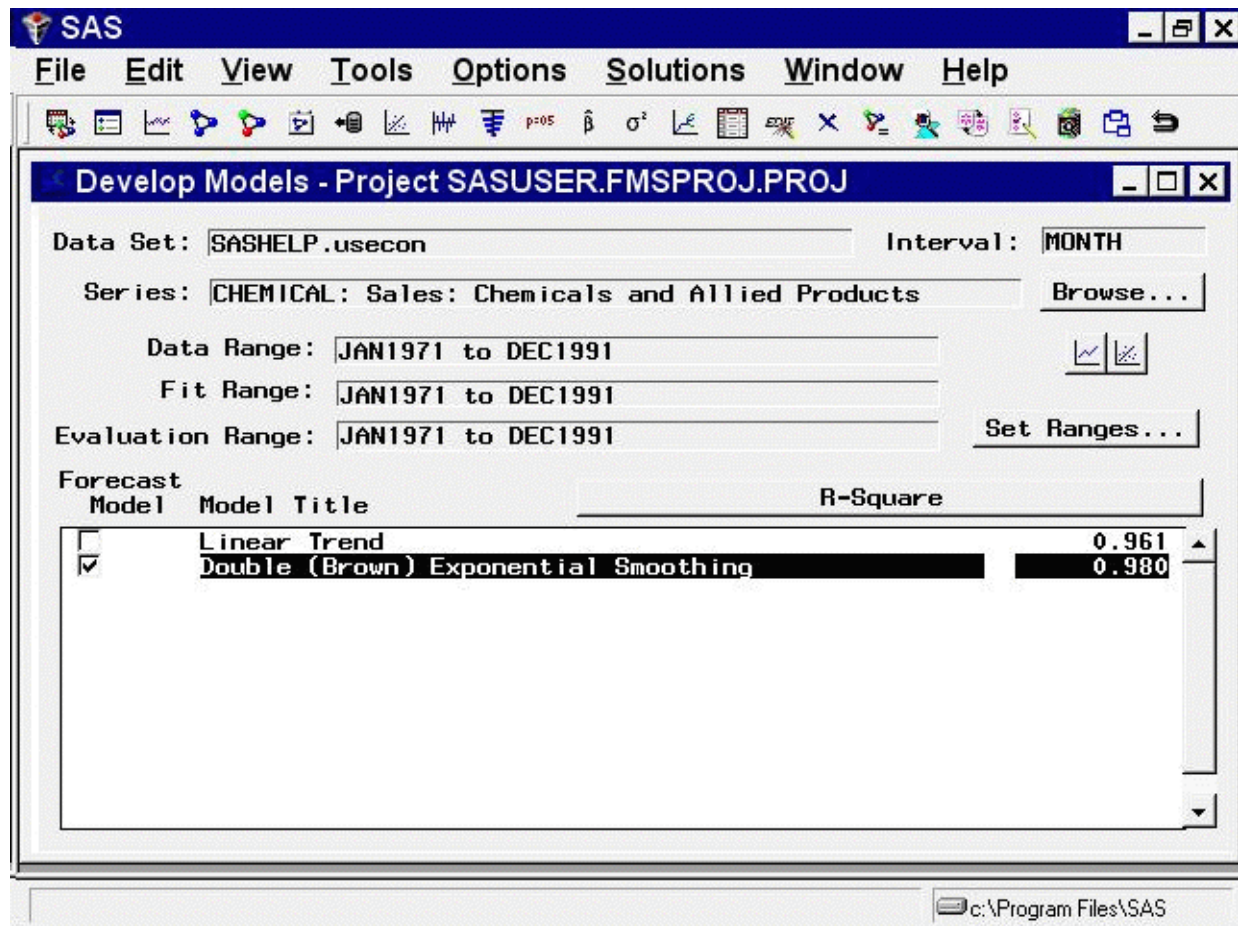 SAS
File Edit View Tools Options Solutions Window Help
p=05 β̂ σ² EDIT
Develop Models - Project SASUSER.FMSPROJ.PROJ
Data Set: SASHELP.usecon Interval: MONTH
Series: CHEMICAL: Sales: Chemicals and Allied Products Browse...
Data Range: JAN1971 to DEC1991
Fit Range: JAN1971 to DEC1991
Evaluation Range: JAN1971 to DEC1991 Set Ranges...
Forecast
Model Model Title R-Square
Linear Trend 0.961
Double (Brown) Exponential Smoothing 0.980
c:\Program Files\SAS